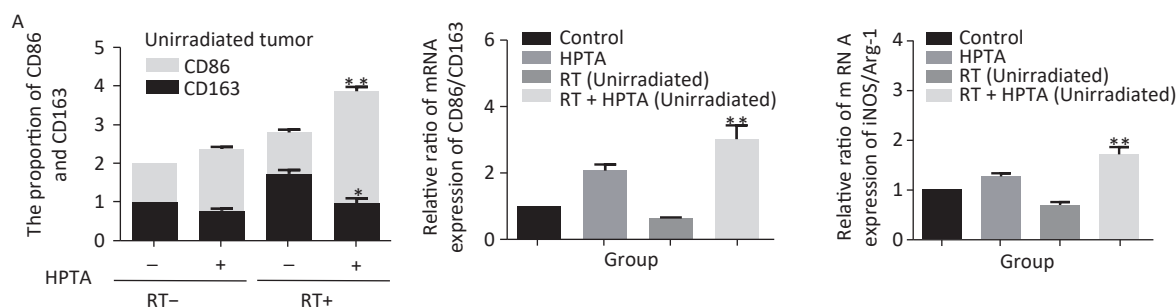 A
The proportion of CD86
and CD163
5
4
3
2
1
0
Unirradiated tumor
CD86
CD163
**
*
HPTA
− + − +
RT− RT+
Relative ratio of mRNA
expression of CD86/CD163
6
4
2
0
Control
HPTA
RT (Unirradiated)
RT + HPTA (Unirradiated)
**
Group
Relative ratio of m RN A
expression of iNOS/Arg-1
4
3
2
1
0
Control
HPTA
RT (Unirradiated)
RT + HPTA (Unirradiated)
**
Group